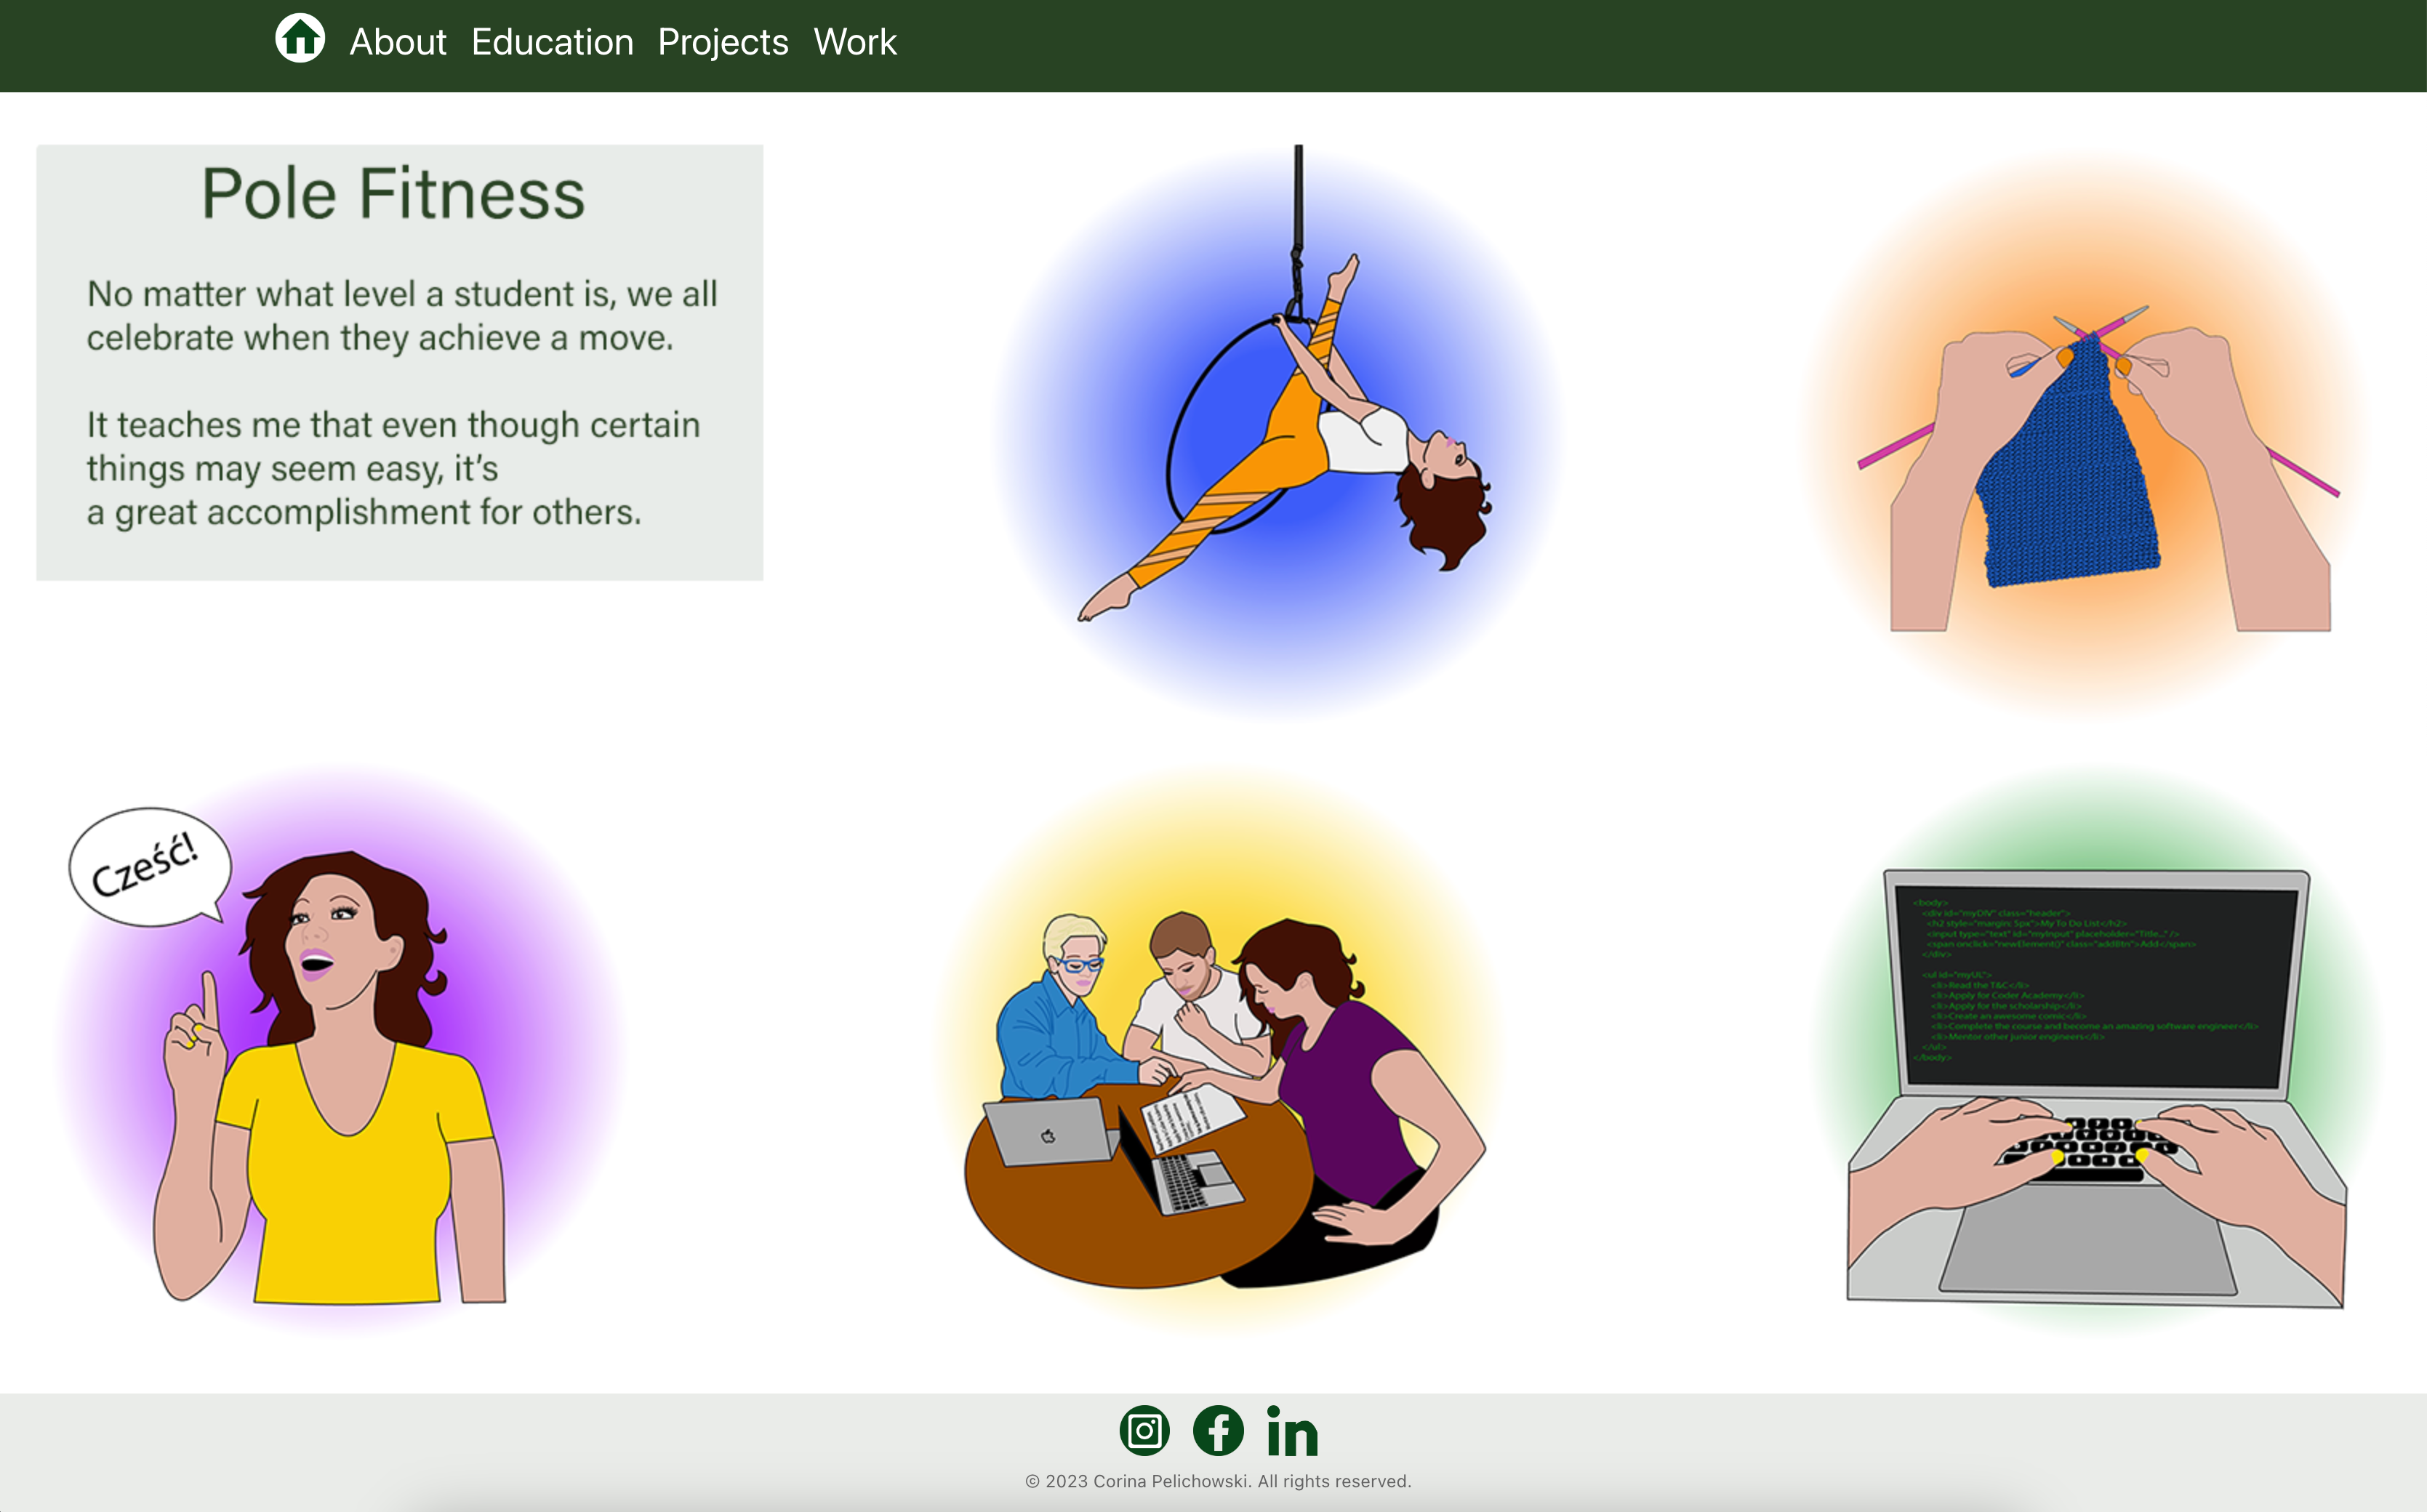 About Education Projects Work
Pole Fitness
No matter what level a student is, we all
celebrate when they achieve a move.
It teaches me that even though certain
things may seem easy, it's
a great accomplishment for others.
Cześć!
<body>
<div id="myDIV" class="header">
<h2 style="margin: 5px">My To Do List</h2>
<input type="text" id="myInput" placeholder="Title..." />
<span onclick="newElement()" class="addBtn">Add</span>
</div>
<ul id="myUL">
<li>Read the T&C</li>
<li>Apply for Coder Academy</li>
<li>Apply for the scholarship</li>
<li>Create an awesome comic</li>
<li>Complete the course and become an amazing software engineer</li>
<li>Mentor other junior engineers</li>
</ul>
</body>
© 2023 Corina Pelichowski. All rights reserved.